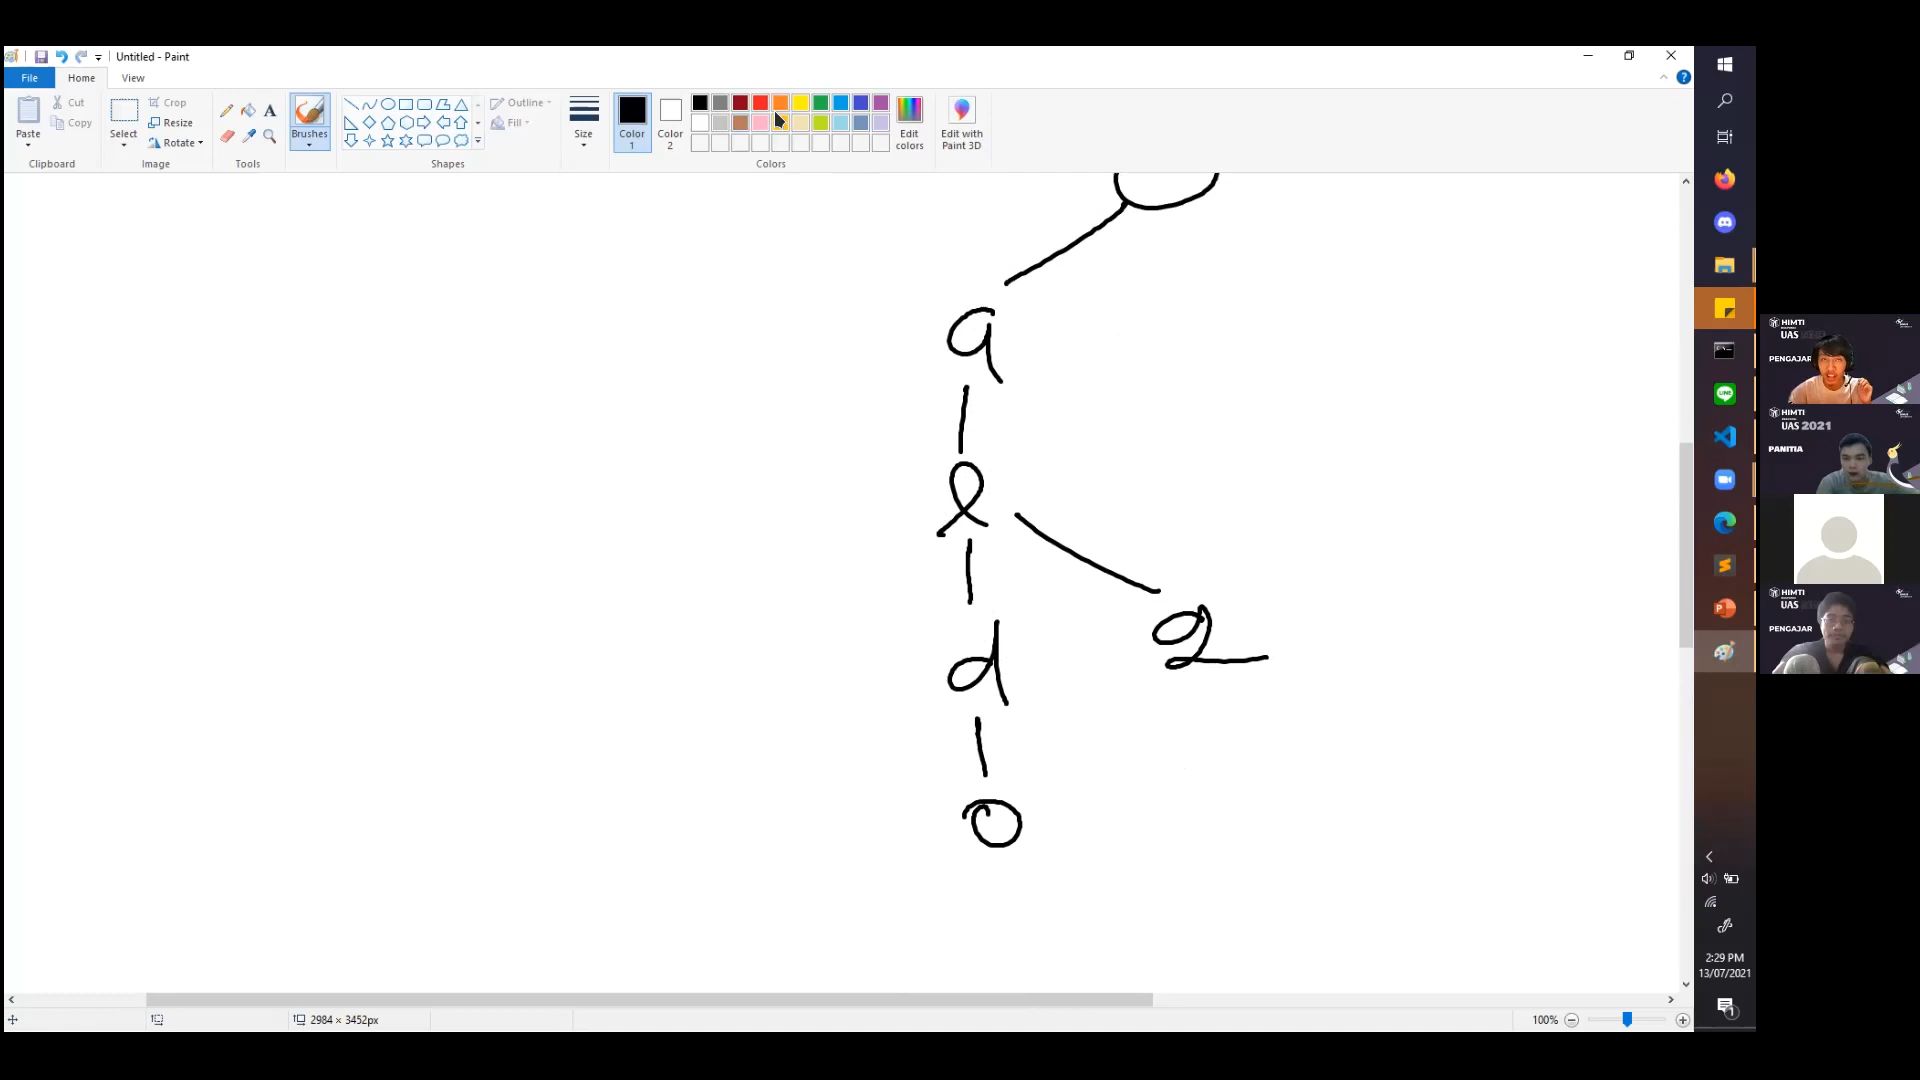 Untitled - Paint
File Home View
Paste
Cut
Copy
Clipboard
Select
Crop
Resize
Rotate
Image
Tools
Brushes
Shapes
Outline
Fill
Size
Color 1
Color 2
Colors
Edit colors
Edit with Paint 3D
a
l
d
o
2984 × 3452px
100%
2:29 PM
13/07/2021
HIMTI
UAS
PENGAJAR
HIMTI
UAS 2021
PANITIA
HIMTI
UAS
PENGAJAR